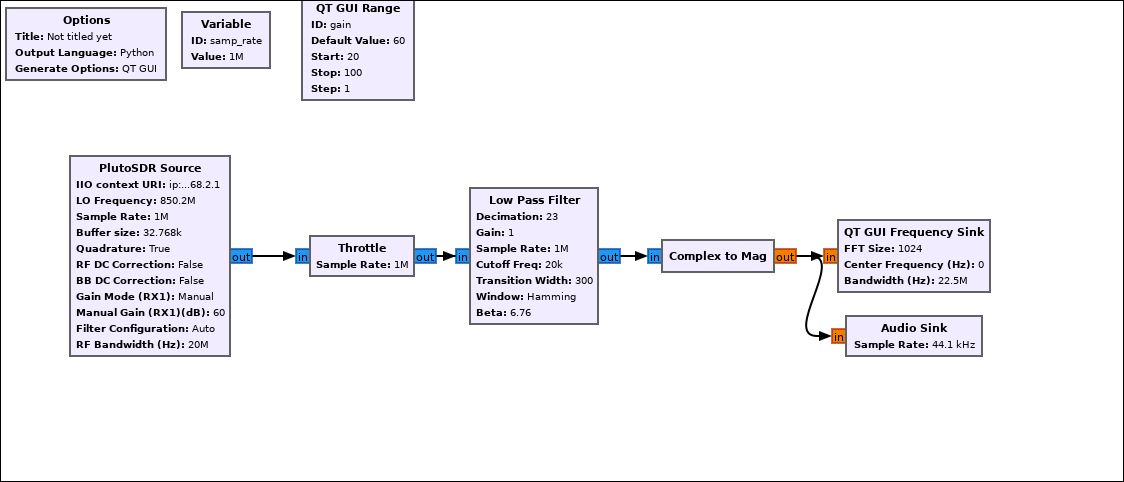 Options
Title: Not titled yet
Output Language: Python
Generate Options: QT GUI
Variable
ID: samp_rate
Value: 1M
QT GUI Range
ID: gain
Default Value: 60
Start: 20
Stop: 100
Step: 1
PlutoSDR Source
IIO context URI: ip:...68.2.1
LO Frequency: 850.2M
Sample Rate: 1M
Buffer size: 32.768k
Quadrature: True
RF DC Correction: False
BB DC Correction: False
Gain Mode (RX1): Manual
Manual Gain (RX1)(dB): 60
Filter Configuration: Auto
RF Bandwidth (Hz): 20M
out
in
Throttle
Sample Rate: 1M
out
in
Low Pass Filter
Decimation: 23
Gain: 1
Sample Rate: 1M
Cutoff Freq: 20k
Transition Width: 300
Window: Hamming
Beta: 6.76
out
in
Complex to Mag
out
in
QT GUI Frequency Sink
FFT Size: 1024
Center Frequency (Hz): 0
Bandwidth (Hz): 22.5M
in
Audio Sink
Sample Rate: 44.1 kHz